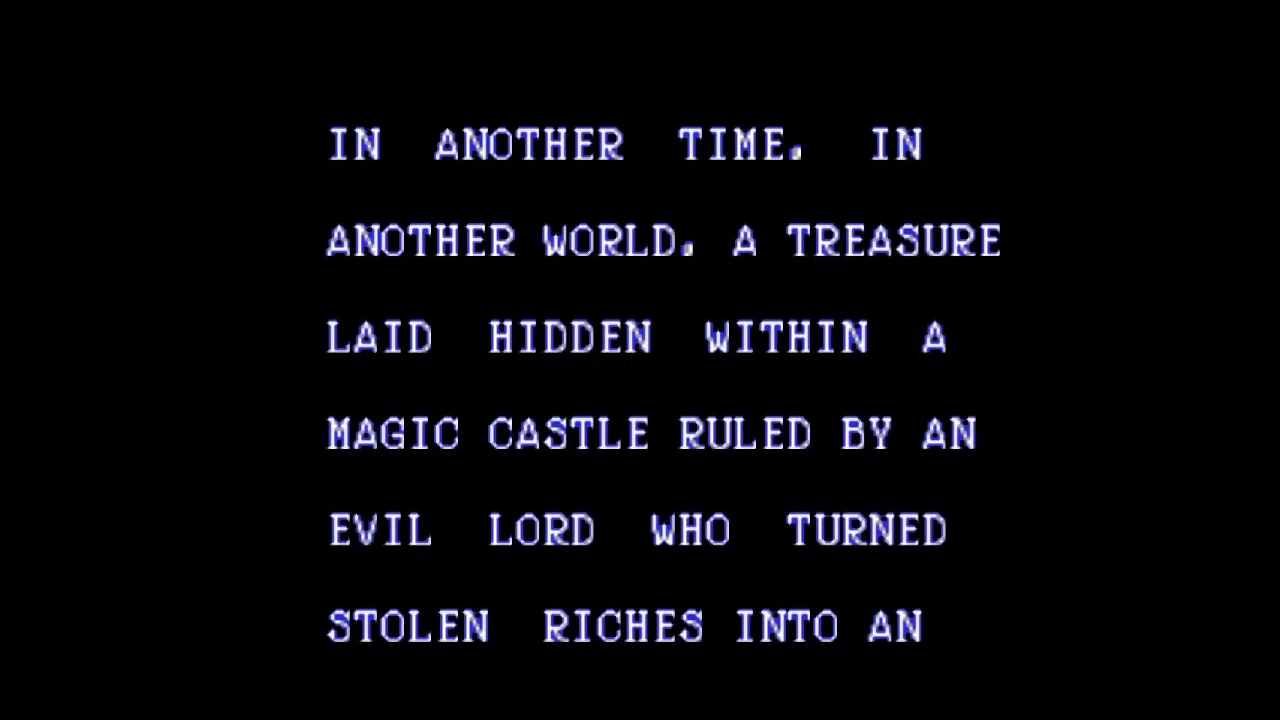 IN ANOTHER TIME, IN
ANOTHER WORLD, A TREASURE
LAID HIDDEN WITHIN A
MAGIC CASTLE RULED BY AN
EVIL LORD WHO TURNED
STOLEN RICHES INTO AN